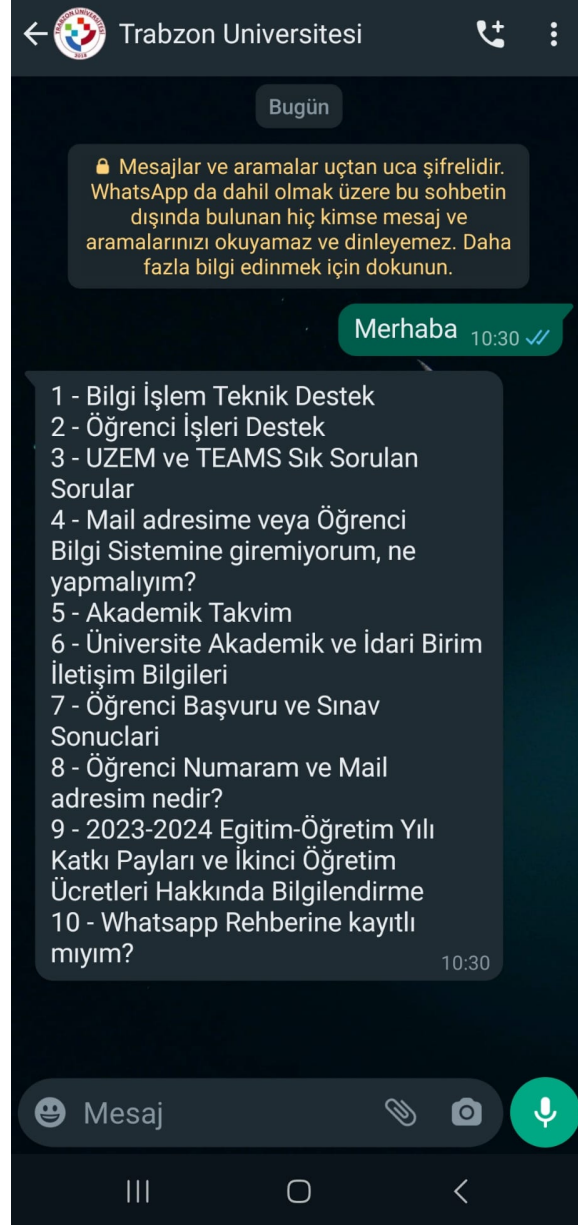 Trabzon Universitesi
Bugün
Mesajlar ve aramalar uçtan uca şifrelidir.
WhatsApp da dahil olmak üzere bu sohbetin
dışında bulunan hiç kimse mesaj ve
aramalarınızı okuyamaz ve dinleyemez. Daha
fazla bilgi edinmek için dokunun.
Merhaba 10:30
1 - Bilgi İşlem Teknik Destek
2 - Öğrenci İşleri Destek
3 - UZEM ve TEAMS Sık Sorulan
Sorular
4 - Mail adresime veya Öğrenci
Bilgi Sistemine giremiyorum, ne
yapmalıyım?
5 - Akademik Takvim
6 - Üniversite Akademik ve İdari Birim
İletişim Bilgileri
7 - Öğrenci Başvuru ve Sınav
Sonuclari
8 - Öğrenci Numaram ve Mail
adresim nedir?
9 - 2023-2024 Egitim-Öğretim Yılı
Katkı Payları ve İkinci Öğretim
Ücretleri Hakkında Bilgilendirme
10 - Whatsapp Rehberine kayıtlı
mıyım?
10:30
Mesaj